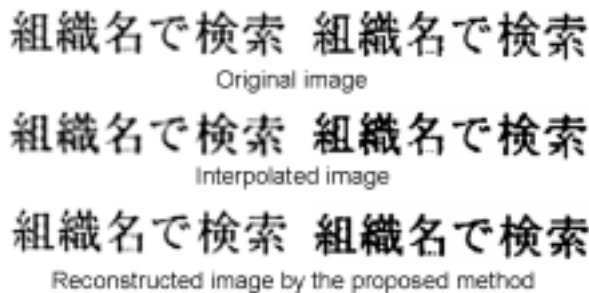 組織名で検索 組織名で検索
Original image
組織名で検索 組織名で検索
Interpolated image
組織名で検索 組織名で検索
Reconstructed image by the proposed method